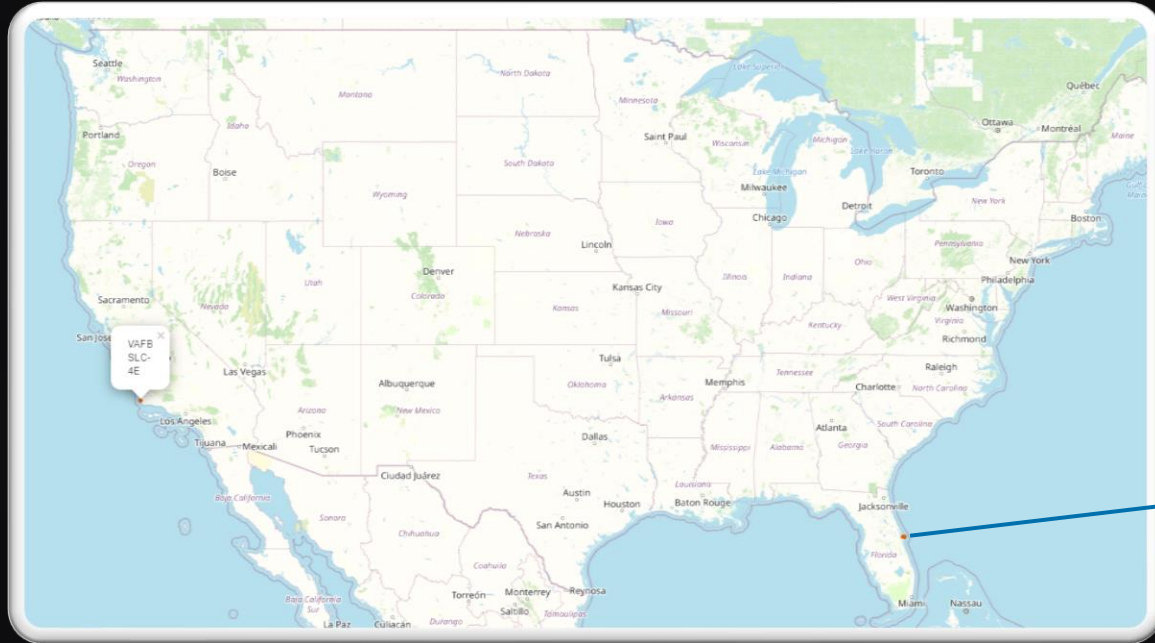 Seattle
Washington
Montana
North Dakota
Minnesota
Lake Superior
Québec
Ottawa
Montréal
Maine
Portland
Oregon
Idaho
Boise
Saint Paul
Wisconsin
Michigan
Lake Huron
Toronto
South Dakota
Wyoming
Lake Michigan
Milwaukee
Chicago
Detroit
New York
Boston
Iowa
Nebraska
Lincoln
Pennsylvania
New York
Philadelphia
Ohio
Denver
Colorado
Utah
Nevada
Sacramento
Kansas City
Kansas
Missouri
Illinois
Indiana
West Virginia
Washington
Virginia
Richmond
Kentucky
San Jose
VAFB
SLC-
4E
×
Las Vegas
Tulsa
Oklahoma
Albuquerque
New Mexico
Arizona
Memphis
Tennessee
Arkansas
Raleigh
Charlotte
North Carolina
South Carolina
Los Angeles
Tijuana
Mexicali
Phoenix
Tucson
Dallas
Mississippi
Alabama
Atlanta
Georgia
Ciudad Juárez
Texas
Louisiana
Baton Rouge
Jacksonville
Baja California
Sonora
Chihuahua
Austin
Houston
San Antonio
Florida
Coahuila
Baja California
Sur
La Paz
Culiacán
Durango
Torreón
Monterrey
Saltillo
Reynosa
Tamaulipas
Miami
Nassau